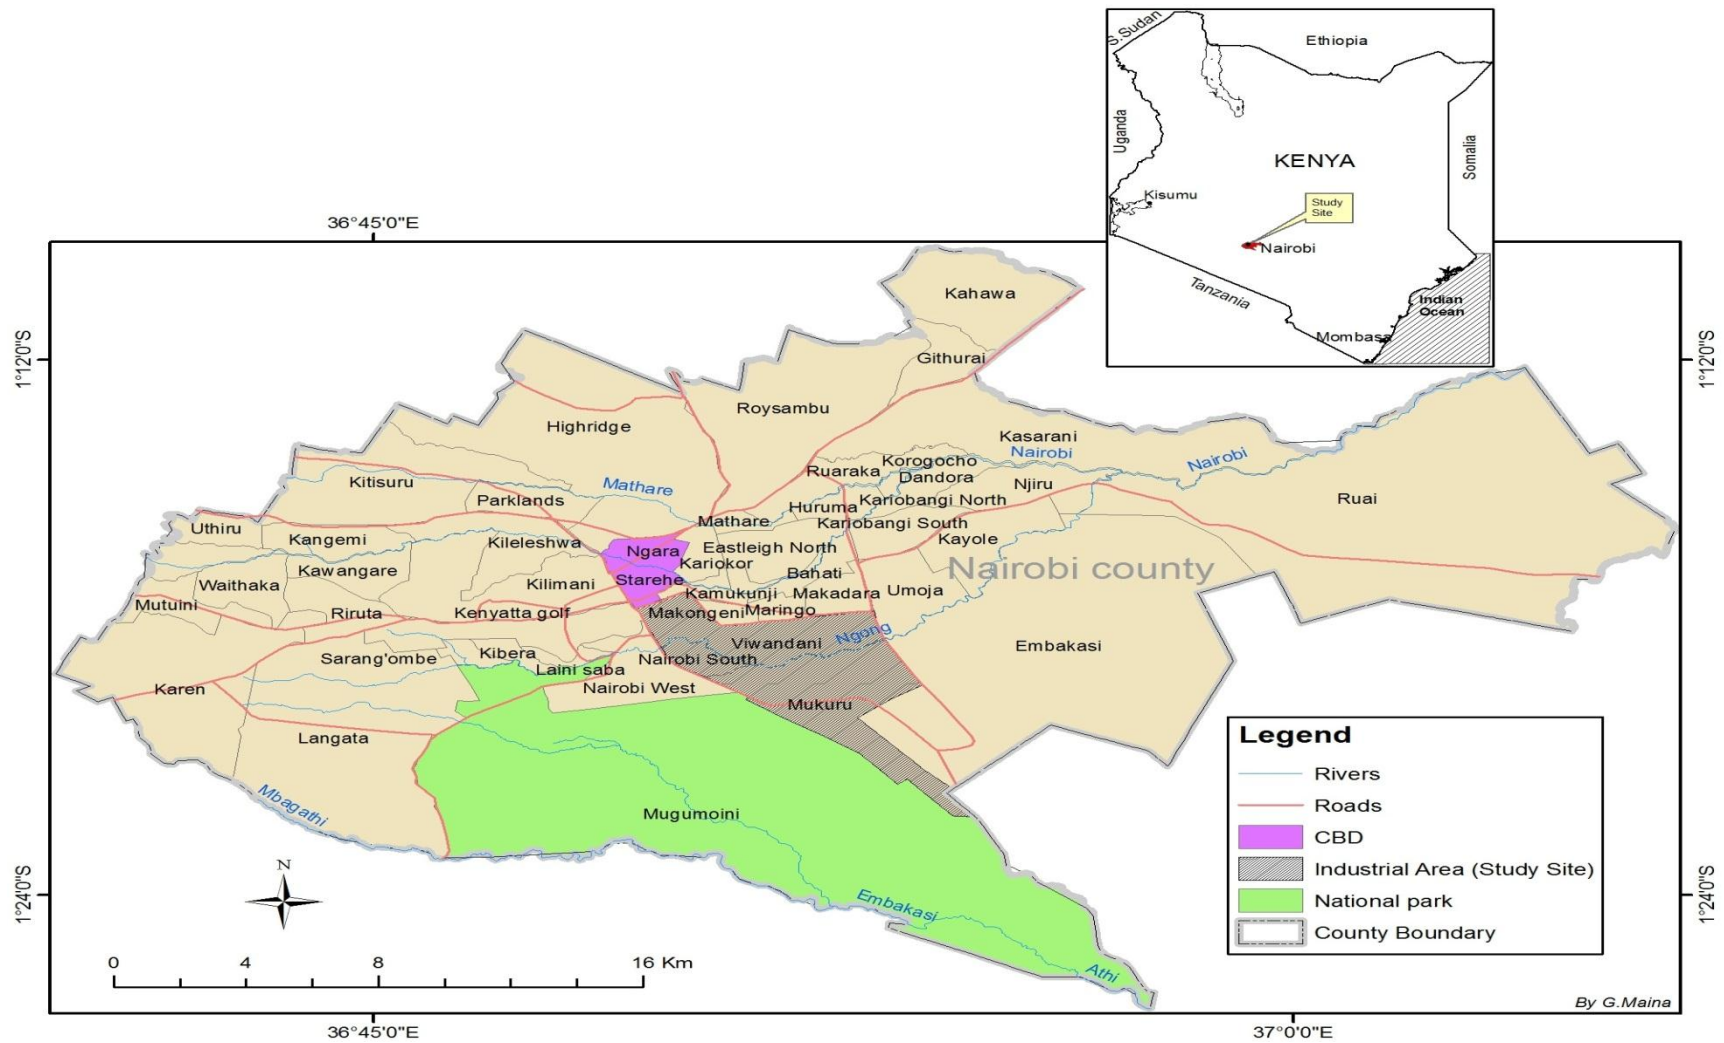 S.Sudan
Ethiopia
Uganda
KENYA
Somalia
Kisumu
Study
Site
Nairobi
Tanzania
Indian
Ocean
Mombasa
36°45'0"E
1°12'0"S
1°12'0"S
Kahawa
Githurai
Roysambu
Highridge
Kasarani
Nairobi
Nairobi
Korogocho
Ruaraka
Dandora
Njiru
Kitisuru
Mathare
Parklands
Kariobangi North
Ruai
Huruma
Uthiru
Mathare
Kariobangi South
Kangemi
Kileleshwa
Ngara
Eastleigh North
Kayole
Kariokor
Nairobi county
Kawangare
Bahati
Waithaka
Kilimani
Starehe
Kamukunji
Makadara
Umoja
Mutuini
Riruta
Kenyatta golf
Makongeni
Maringo
Viwandani
Ngong
Embakasi
Sarang'ombe
Kibera
Nairobi South
Laini saba
Karen
Nairobi West
Mukuru
Langata
Mbagathi
Mugumoini
Embakasi
Athi
Legend
Rivers
Roads
CBD
Industrial Area (Study Site)
National park
County Boundary
N
1°24'0"S
1°24'0"S
0 4 8 16 Km
By G.Maina
36°45'0"E
37°0'0"E